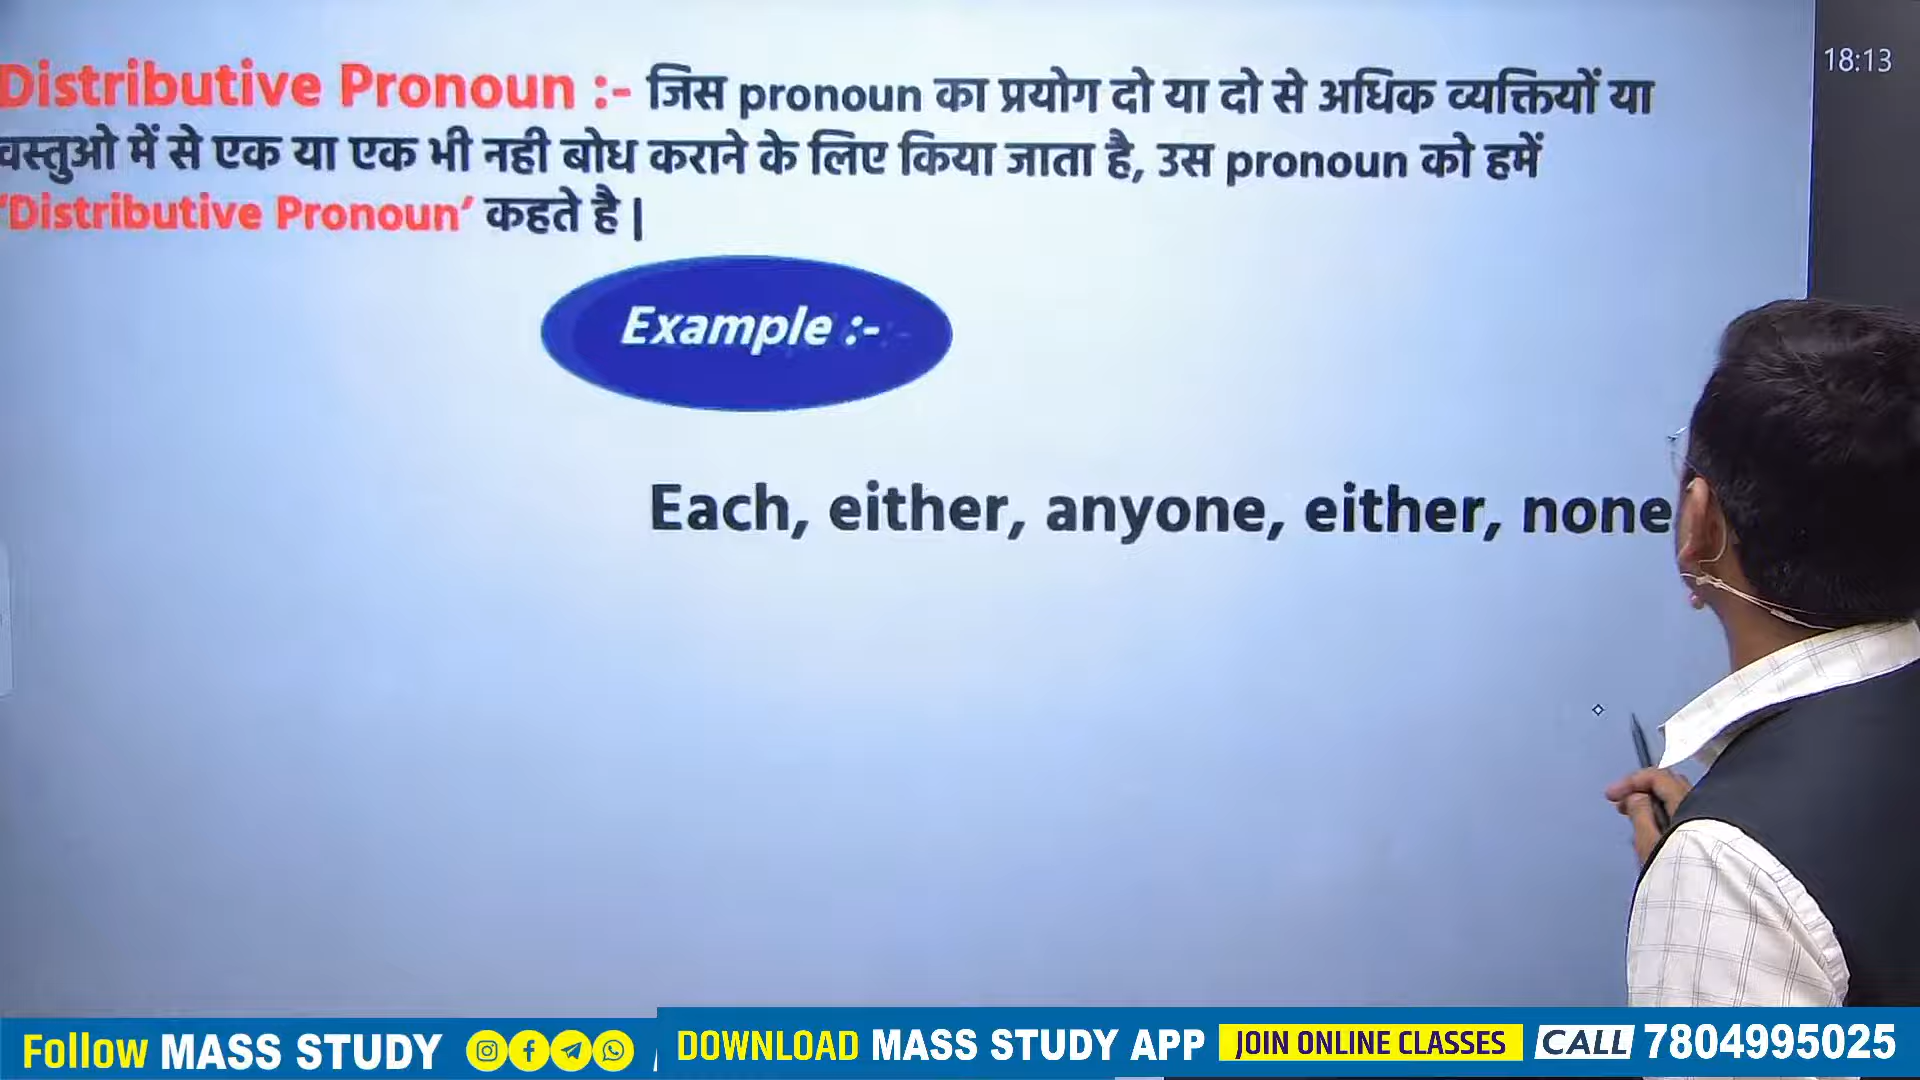 18:13
Distributive Pronoun :- जिस pronoun का प्रयोग दो या दो से अधिक व्यक्तियों या
वस्तुओ में से एक या एक भी नही बोध कराने के लिए किया जाता है, उस pronoun को हमें
‘Distributive Pronoun’ कहते है |
Example :-
Each, either, anyone, either, none
Follow MASS STUDY
DOWNLOAD MASS STUDY APP JOIN ONLINE CLASSES CALL 7804995025